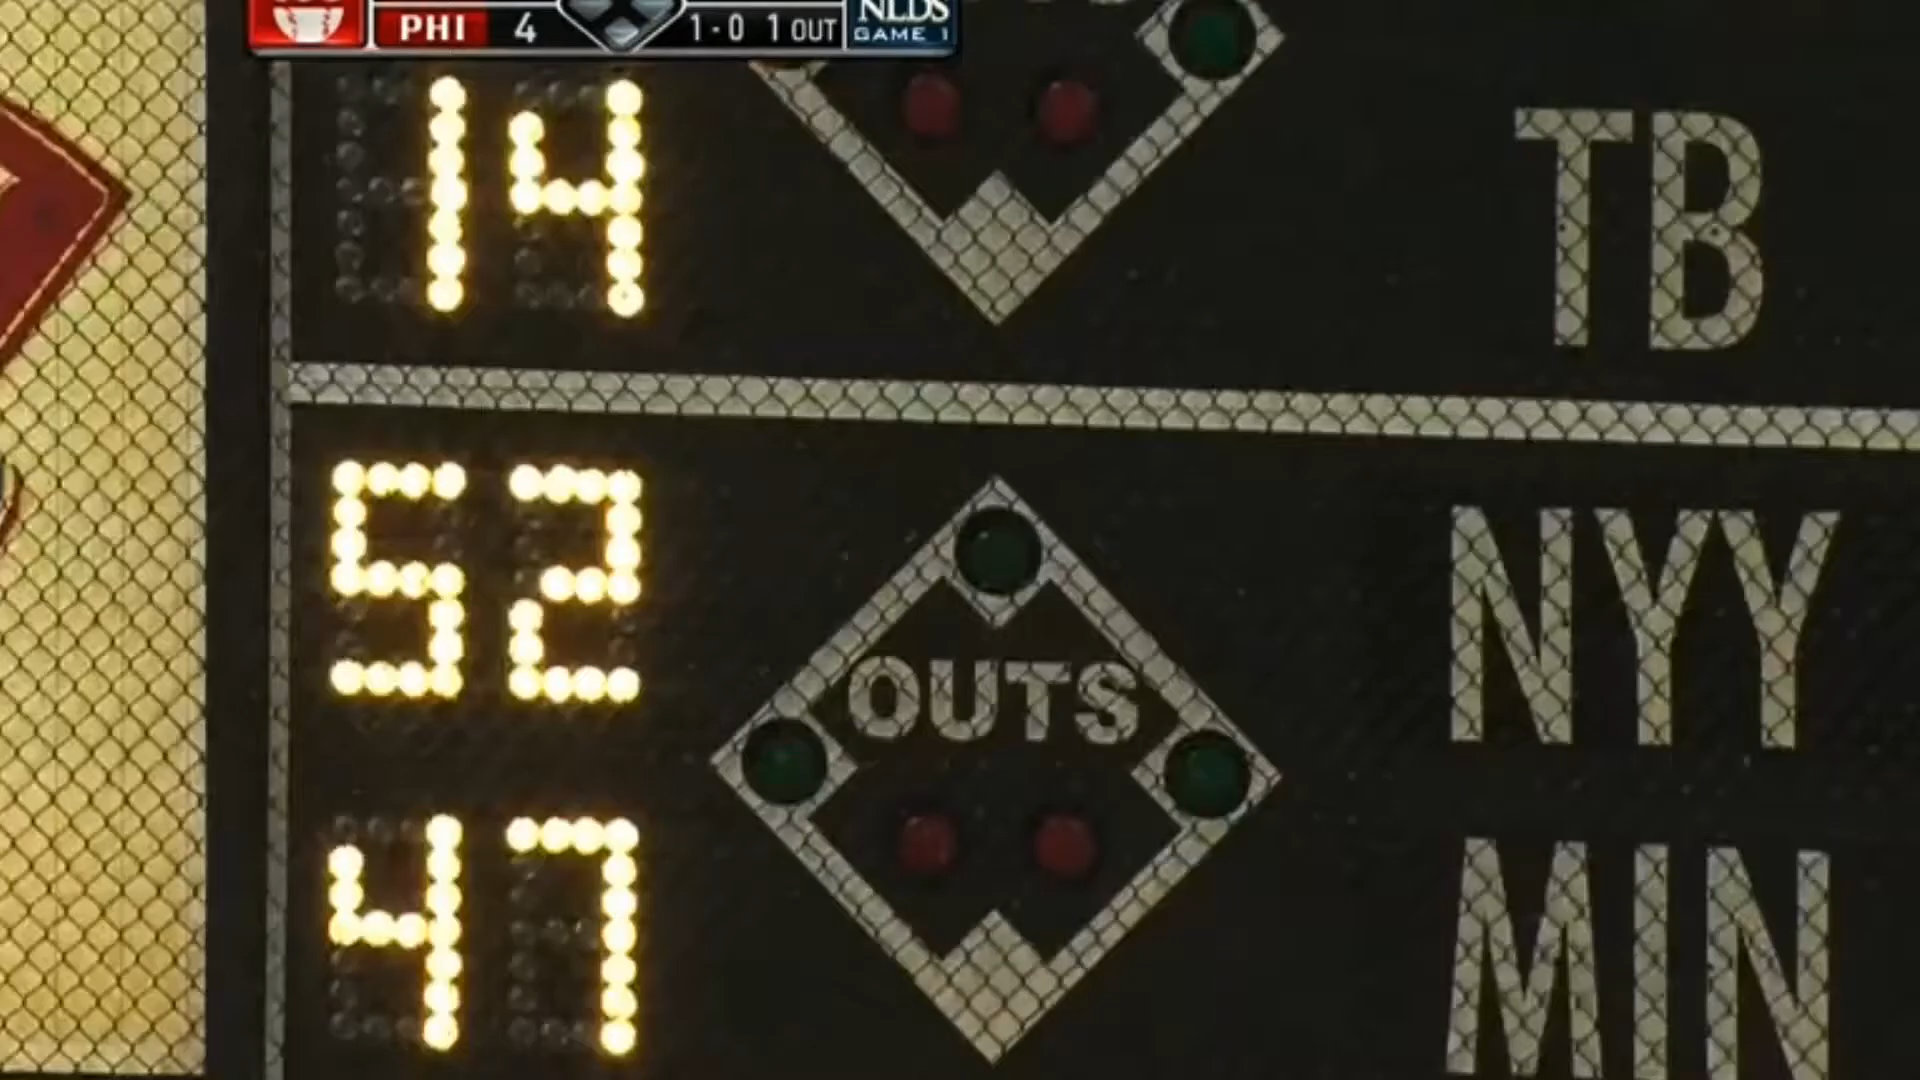 PHI 4 1-0 1 OUT NLDS
GAME 1
14 TB
52 NYY
OUTS
47 MIN